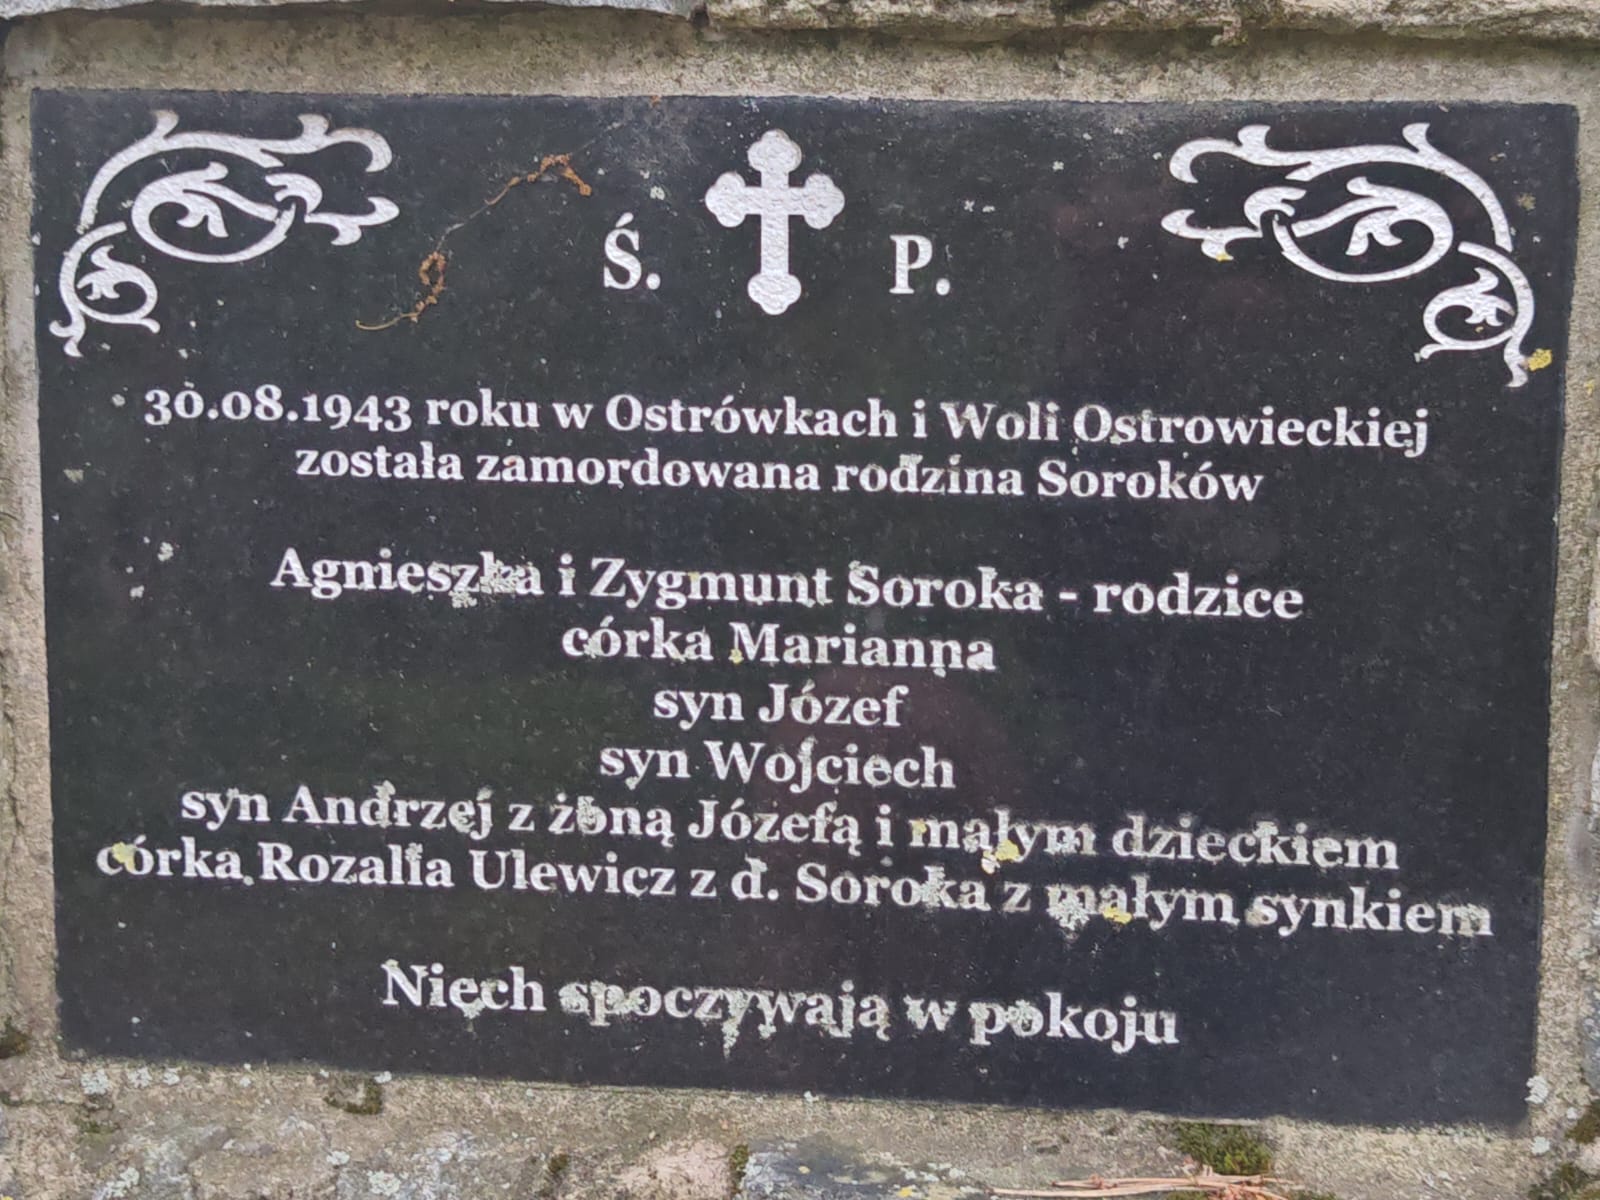 Ś. P.
30.08.1943 roku w Ostrówkach i Woli Ostrowieckiej
została zamordowana rodzina Soroków
Agnieszka i Zygmunt Soroka - rodzice
córka Marianna
syn Józef
syn Wojciech
syn Andrzej z żoną Józefą i małym dzieckiem
córka Rozalia Ulewicz z d. Soroka z małym synkiem
Niech spoczywają w pokoju